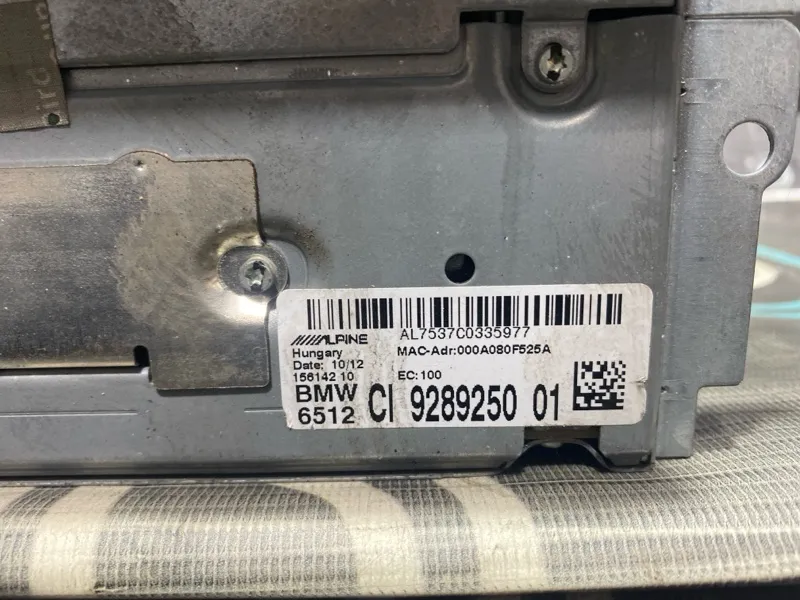 AL7537C0335977
ALPINE
Hungary
MAC-Adr:000A080F525A
Date: 10/12
156142 10
EC:100
BMW
6512 CI 9289250 01